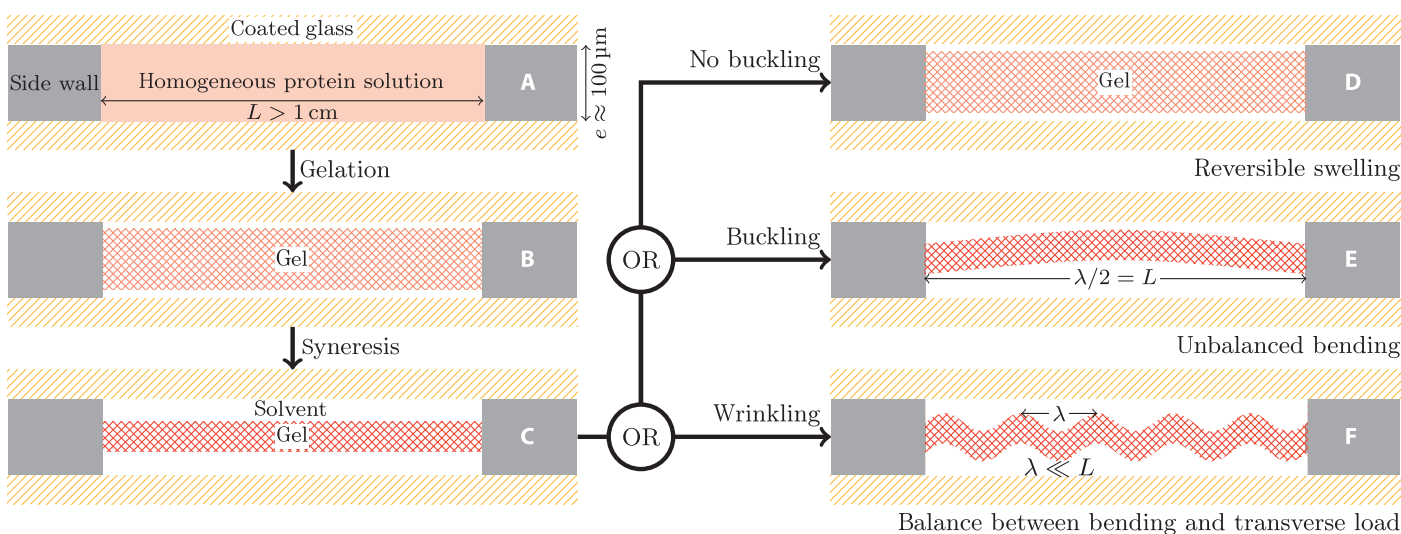 Coated glass
Side wall
Homogeneous protein solution
A
L > 1 cm
e ≈ 100 µm
Gelation
Gel
B
Syneresis
Solvent
Gel
C
OR
OR
No buckling
Gel
D
Reversible swelling
Buckling
E
λ/2 = L
Unbalanced bending
Wrinkling
λ
F
λ ≪ L
Balance between bending and transverse load